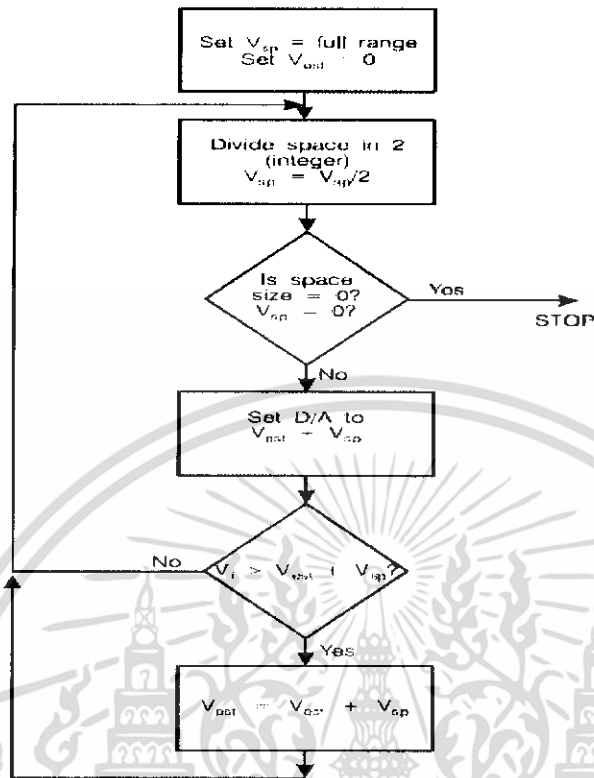 Set V_sp = full range
Set V_est = 0
Divide space in 2
(integer)
V_sp = V_sp/2
Is space
size = 0?
V_sp = 0?
Yes
STOP
No
Set D/A to
V_est + V_sp
No
V_i > V_est + V_sp?
Yes
V_est = V_est + V_sp